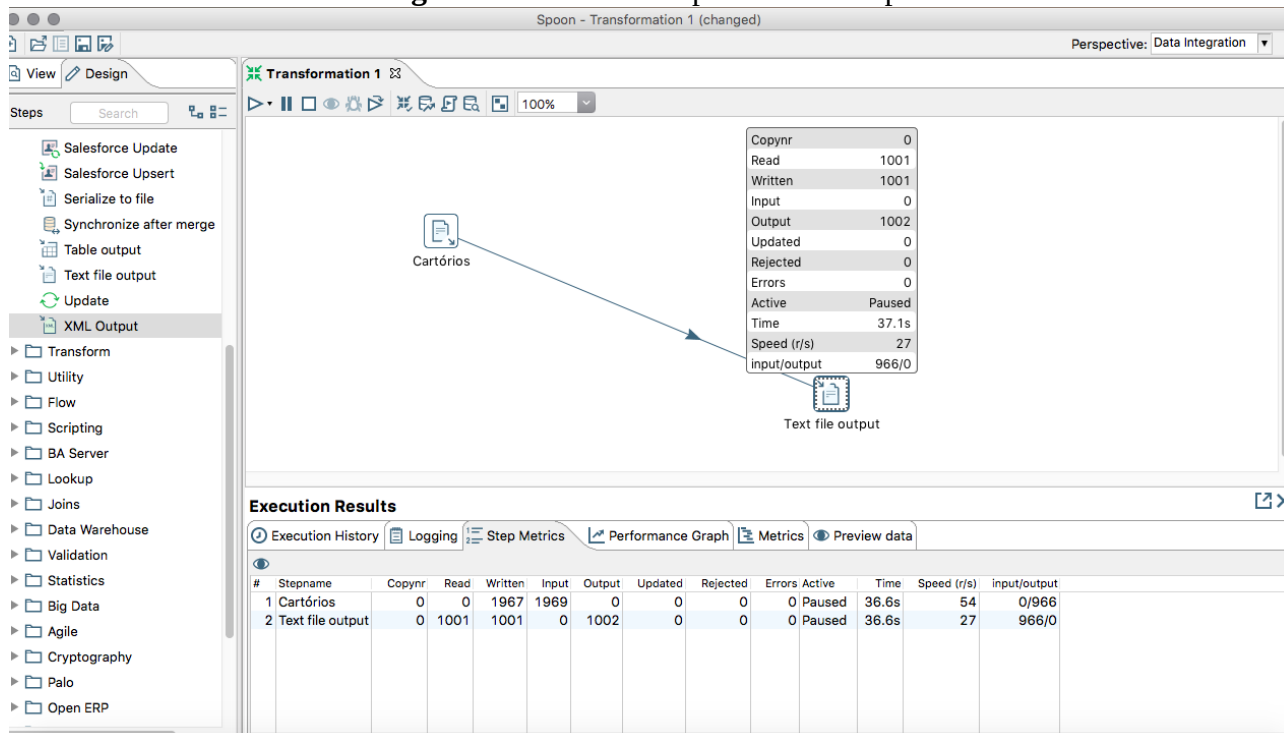 Spoon - Transformation 1 (changed)
Perspective: Data Integration
View Design
Transformation 1
Steps Search
100%
Salesforce Update
Salesforce Upsert
Serialize to file
Synchronize after merge
Table output
Text file output
Update
XML Output
Transform
Utility
Flow
Scripting
BA Server
Lookup
Joins
Data Warehouse
Validation
Statistics
Big Data
Agile
Cryptography
Palo
Open ERP
Cartórios
Copynr 0
Read 1001
Written 1001
Input 0
Output 1002
Updated 0
Rejected 0
Errors 0
Active Paused
Time 37.1s
Speed (r/s) 27
input/output 966/0
Text file output
Execution Results
Execution History Logging Step Metrics Performance Graph Metrics Preview data
# Stepname Copynr Read Written Input Output Updated Rejected Errors Active Time Speed (r/s) input/output
1 Cartórios 0 0 1967 1969 0 0 0 0 Paused 36.6s 54 0/966
2 Text file output 0 1001 1001 0 1002 0 0 0 Paused 36.6s 27 966/0